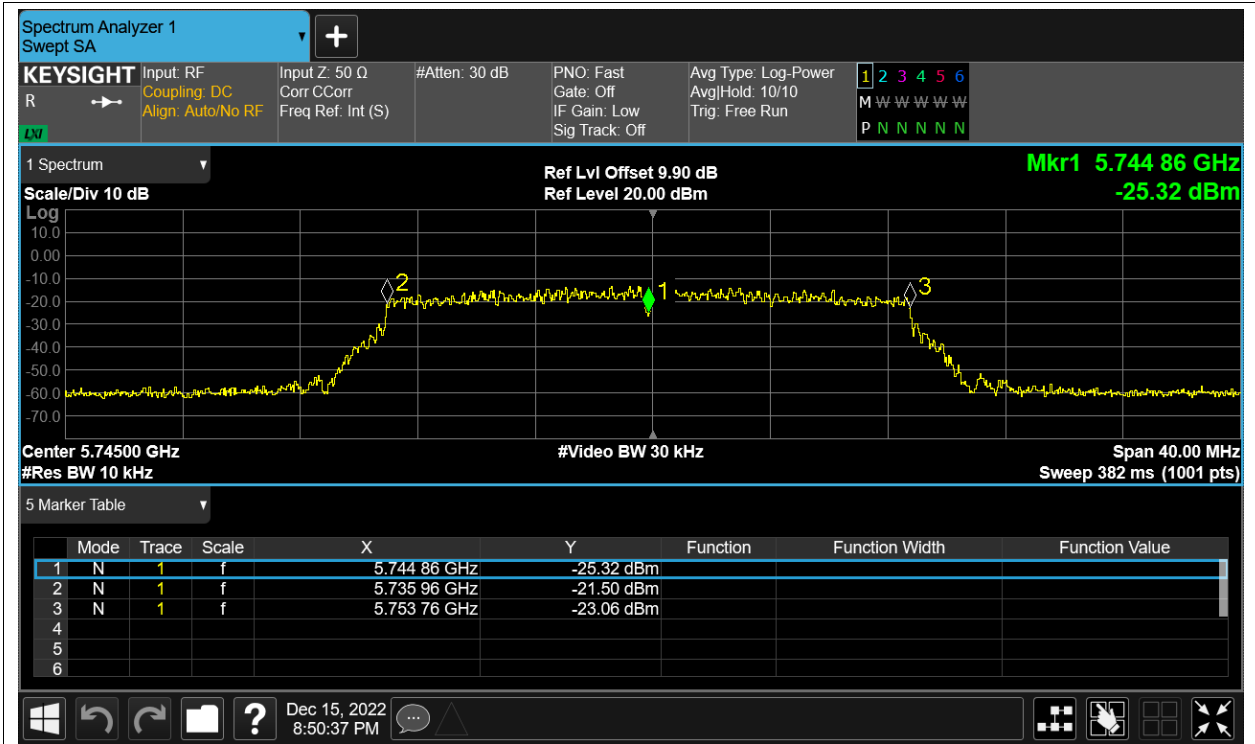 Spectrum Analyzer 1
Swept SA
KEYSIGHT
R
LXI
Input: RF
Coupling: DC
Align: Auto/No RF
Input Z: 50 Ω
Corr CCorr
Freq Ref: Int (S)
#Atten: 30 dB
PNO: Fast
Gate: Off
IF Gain: Low
Sig Track: Off
Avg Type: Log-Power
Avg|Hold: 10/10
Trig: Free Run
1 2 3 4 5 6
M W W W W W
P N N N N N
1 Spectrum
Scale/Div 10 dB
Ref Lvl Offset 9.90 dB
Ref Level 20.00 dBm
Mkr1 5.744 86 GHz
-25.32 dBm
Log
10.0
0.00
-10.0
-20.0
-30.0
-40.0
-50.0
-60.0
-70.0
2
1
3
Center 5.74500 GHz
#Video BW 30 kHz
Span 40.00 MHz
#Res BW 10 kHz
Sweep 382 ms (1001 pts)
5 Marker Table
Mode Trace Scale X Y Function Function Width Function Value
1 N 1 f 5.744 86 GHz -25.32 dBm
2 N 1 f 5.735 96 GHz -21.50 dBm
3 N 1 f 5.753 76 GHz -23.06 dBm
4
5
6
?
Dec 15, 2022
8:50:37 PM